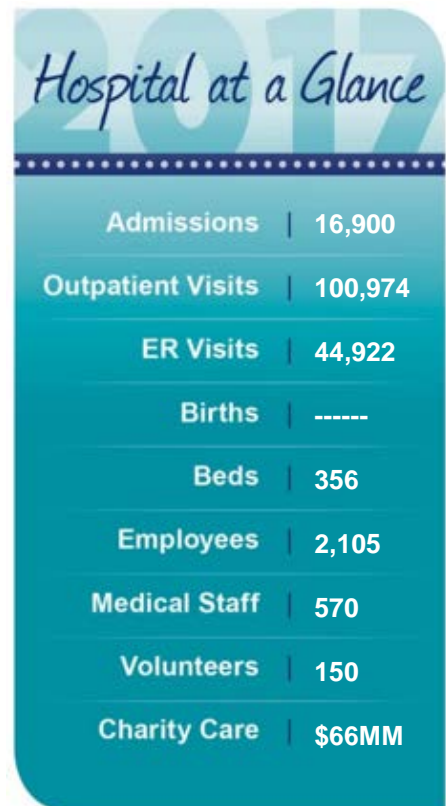 2017
Hospital at a Glance
Admissions | 16,900
Outpatient Visits | 100,974
ER Visits | 44,922
Births | ------
Beds | 356
Employees | 2,105
Medical Staff | 570
Volunteers | 150
Charity Care | $66MM